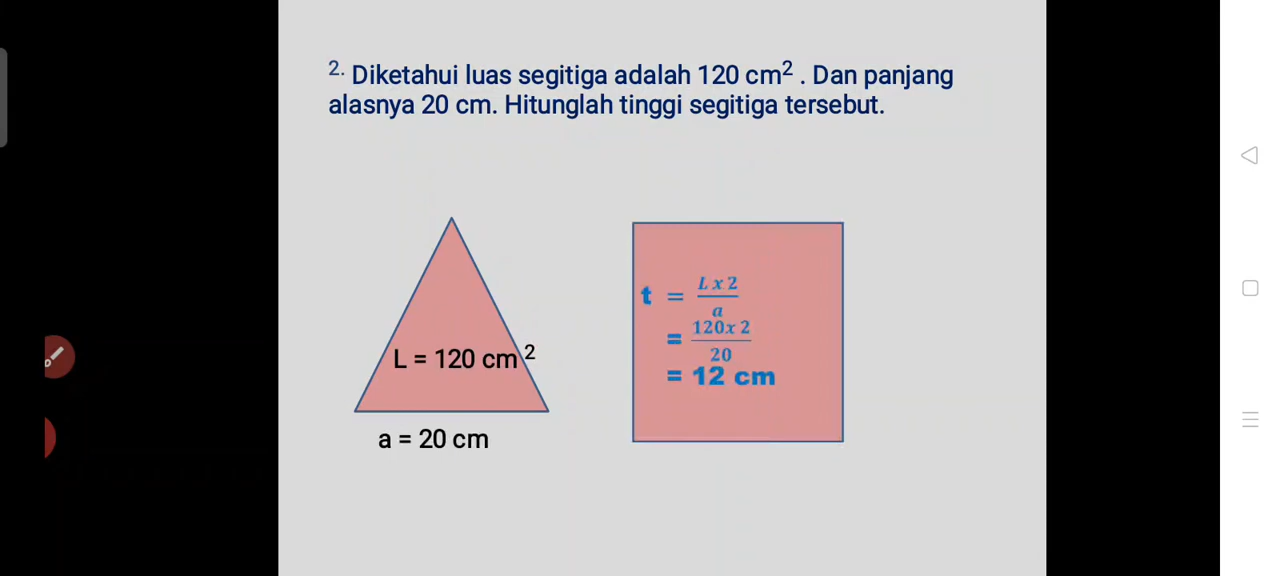 2. Diketahui luas segitiga adalah 120 cm² . Dan panjang
alasnya 20 cm. Hitunglah tinggi segitiga tersebut.
L = 120 cm²
a = 20 cm
t = L x 2 / a
= 120x 2 / 20
= 12 cm